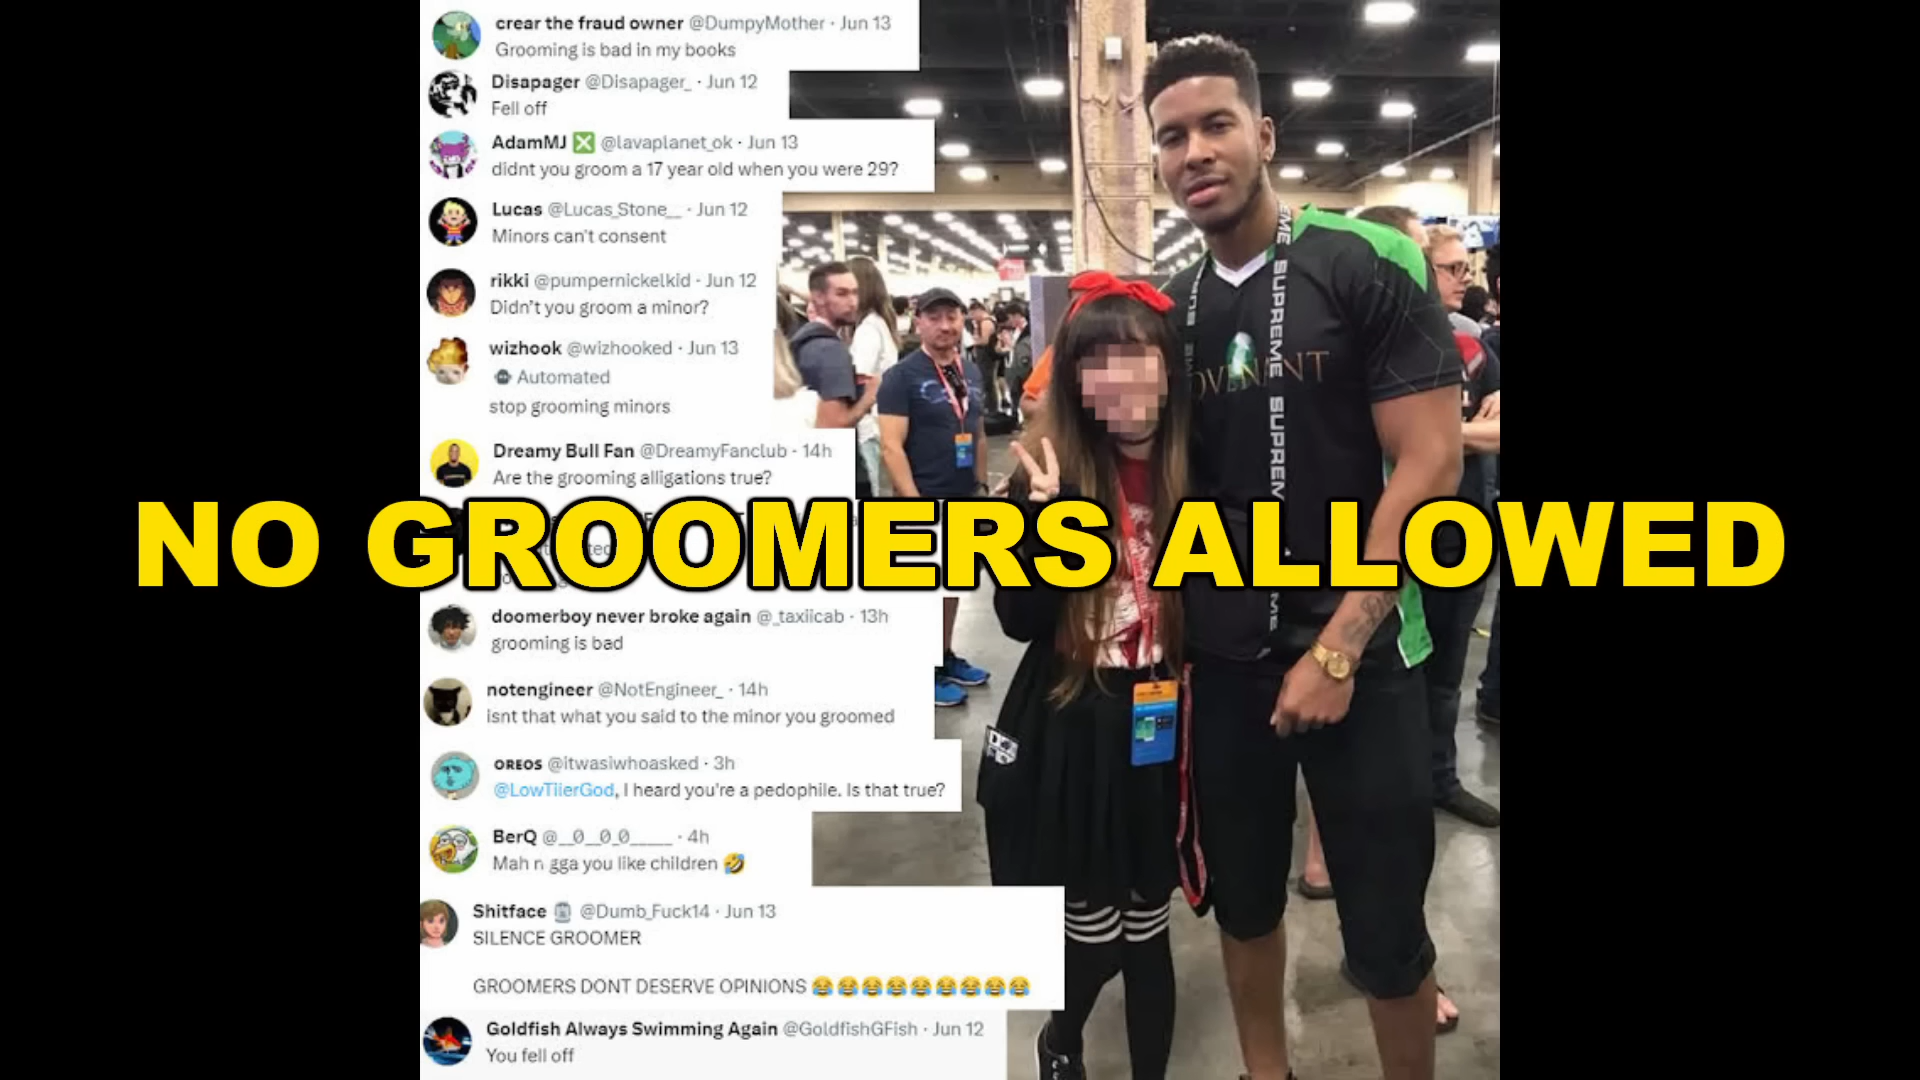 crear the fraud owner @DumpyMother · Jun 13
Grooming is bad in my books
Disapager @Disapager_ · Jun 12
Fell off
AdamMJ ❎ @lavaplanet_ok · Jun 13
didnt you groom a 17 year old when you were 29?
Lucas @Lucas_Stone__ · Jun 12
Minors can't consent
rikki @pumpernickelkid · Jun 12
Didn't you groom a minor?
wizhook @wizhooked · Jun 13
Automated
stop grooming minors
Dreamy Bull Fan @DreamyFanclub · 14h
Are the grooming alligations true?
NO GROOMERS ALLOWED
doomerboy never broke again @_taxiicab · 13h
grooming is bad
notengineer @NotEngineer_ · 14h
isnt that what you said to the minor you groomed
OREOS @itwasiwhoasked · 3h
@LowTiierGod, I heard you're a pedophile. Is that true?
BerQ @__0__0_0_____ · 4h
Mah n gga you like children 🤣
Shitface @Dumb_Fuck14 · Jun 13
SILENCE GROOMER
GROOMERS DONT DESERVE OPINIONS 😂😂😂😂😂😂😂😂😂
Goldfish Always Swimming Again @GoldfishGFish · Jun 12
You fell off
SUPREME
SUPREME
OVENANT